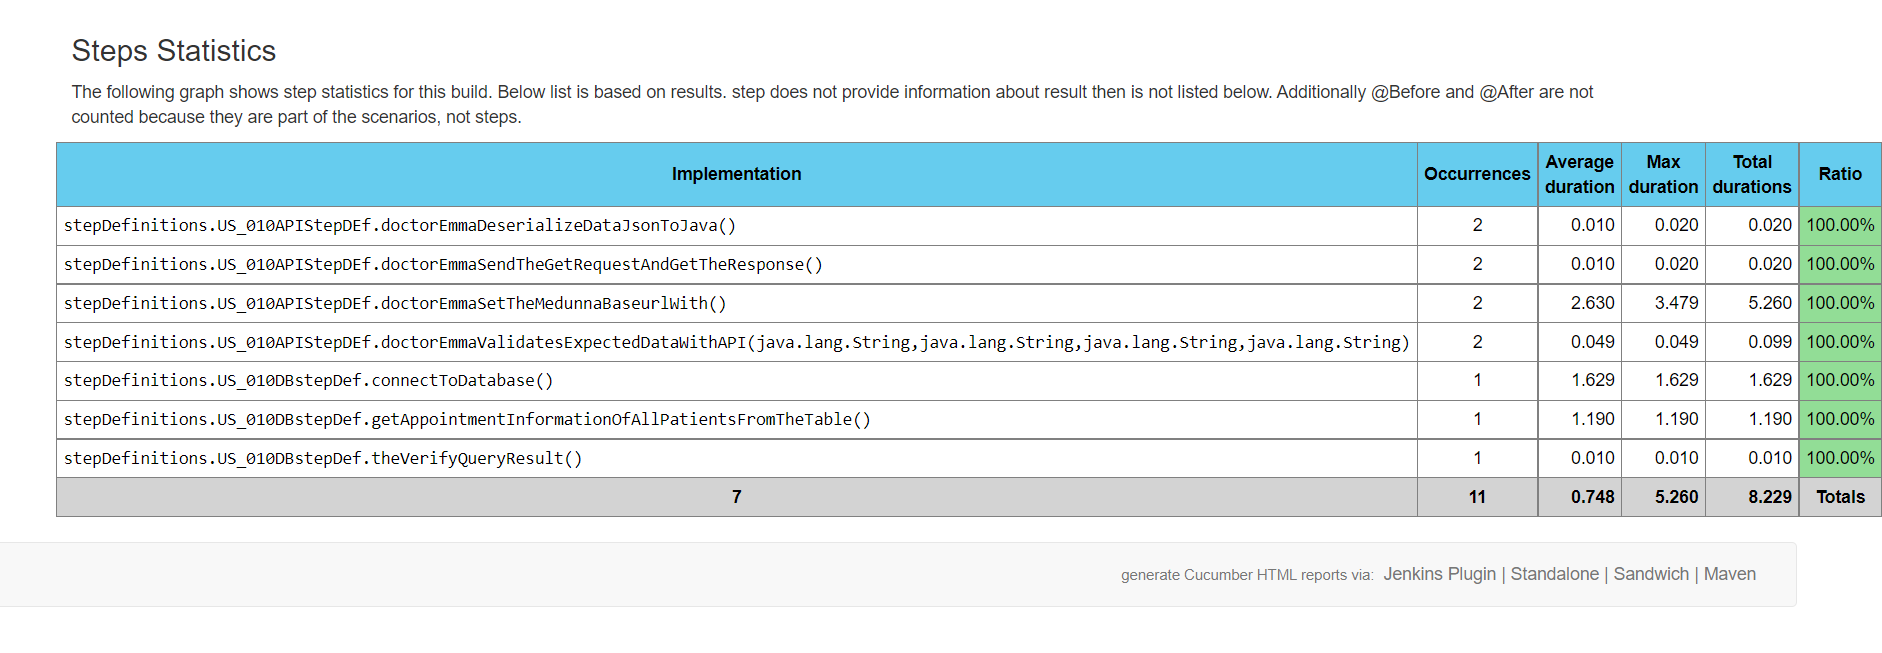 Steps Statistics
The following graph shows step statistics for this build. Below list is based on results. step does not provide information about result then is not listed below. Additionally @Before and @After are not
counted because they are part of the scenarios, not steps.
Implementation Occurrences Average duration Max duration Total durations Ratio
stepDefinitions.US_010APIStepDEf.doctorEmmaDeserializeDataJsonToJava() 2 0.010 0.020 0.020 100.00%
stepDefinitions.US_010APIStepDEf.doctorEmmaSendTheGetRequestAndGetTheResponse() 2 0.010 0.020 0.020 100.00%
stepDefinitions.US_010APIStepDEf.doctorEmmaSetTheMedunnaBaseurlWith() 2 2.630 3.479 5.260 100.00%
stepDefinitions.US_010APIStepDEf.doctorEmmaValidatesExpectedDataWithAPI(java.lang.String,java.lang.String,java.lang.String,java.lang.String) 2 0.049 0.049 0.099 100.00%
stepDefinitions.US_010DBstepDef.connectToDatabase() 1 1.629 1.629 1.629 100.00%
stepDefinitions.US_010DBstepDef.getAppointmentInformationOfAllPatientsFromTheTable() 1 1.190 1.190 1.190 100.00%
stepDefinitions.US_010DBstepDef.theVerifyQueryResult() 1 0.010 0.010 0.010 100.00%
7 11 0.748 5.260 8.229 Totals
generate Cucumber HTML reports via: Jenkins Plugin | Standalone | Sandwich | Maven